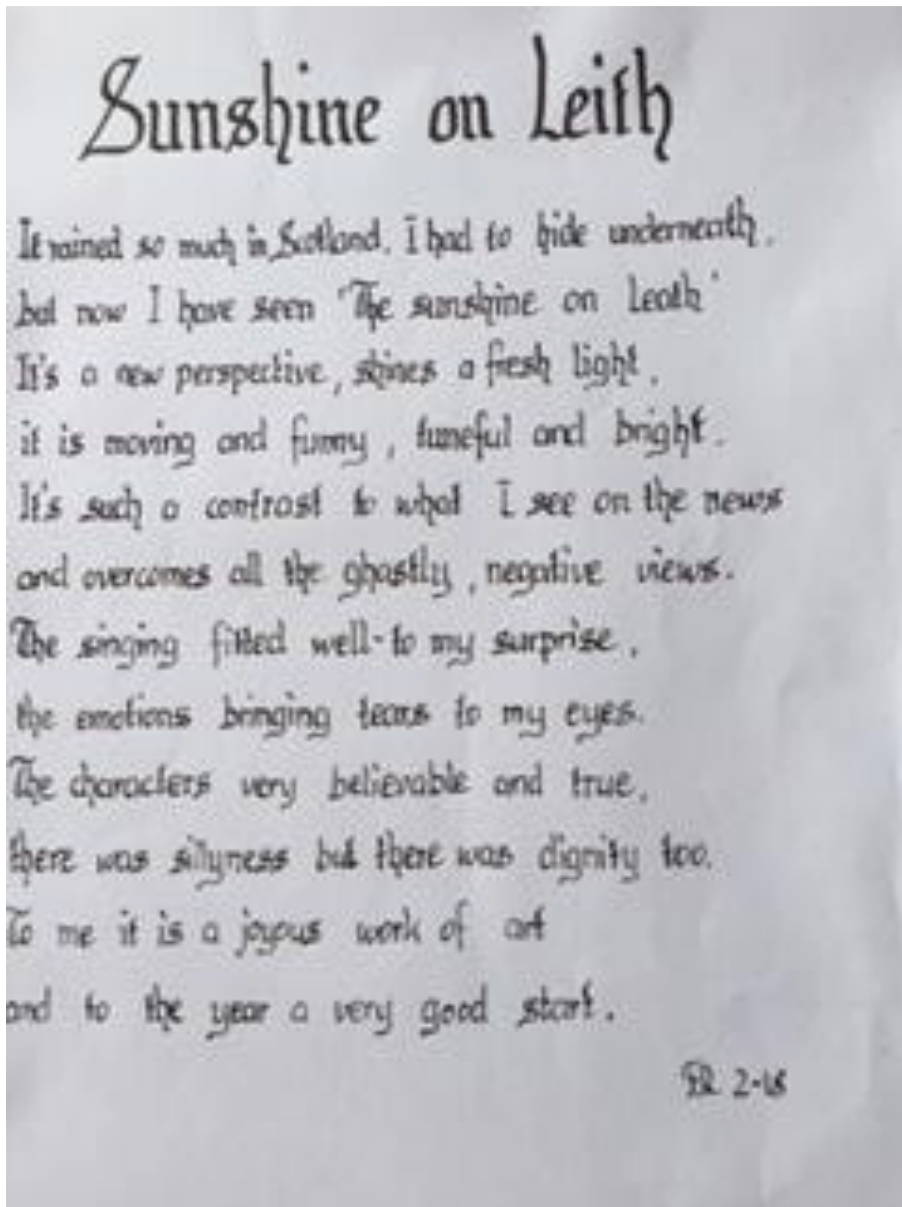 Sunshine on Leith
It rained so much in Scotland. I had to hide underneath,
but now I have seen 'The sunshine on Leath'
It's a new perspective, shines a fresh light,
it is moving and funny, tuneful and bright.
It's such a contrast to what I see on the news
and overcomes all the ghastly, negative views.
The singing fitted well-to my surprise,
the emotions bringing tears to my eyes.
The characters very believable and true,
there was sillyness but there was dignity too.
To me it is a joyous work of art
and to the year a very good start.
2-18